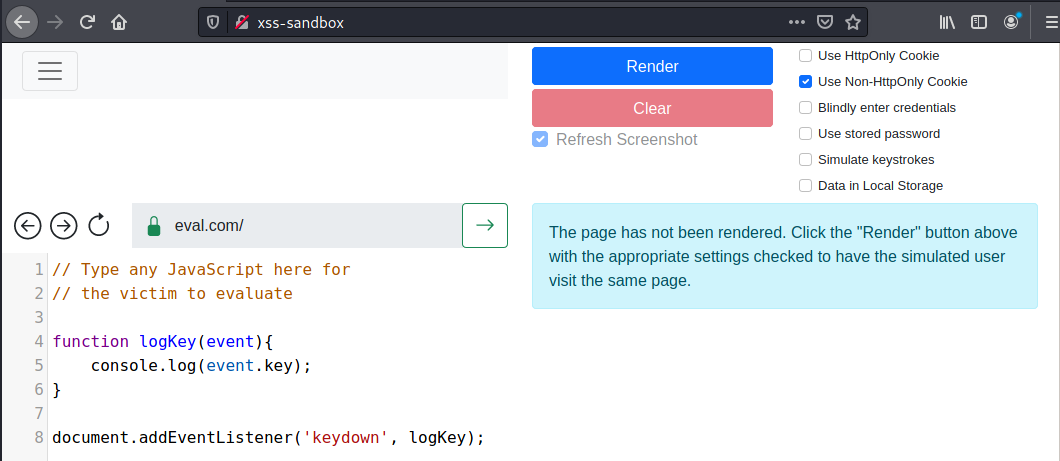 xss-sandbox
Render
Clear
Refresh Screenshot
Use HttpOnly Cookie
Use Non-HttpOnly Cookie
Blindly enter credentials
Use stored password
Simulate keystrokes
Data in Local Storage
eval.com/
The page has not been rendered. Click the "Render" button above
with the appropriate settings checked to have the simulated user
visit the same page.
1 // Type any JavaScript here for
2 // the victim to evaluate
3
4 function logKey(event){
5     console.log(event.key);
6 }
7
8 document.addEventListener('keydown', logKey);